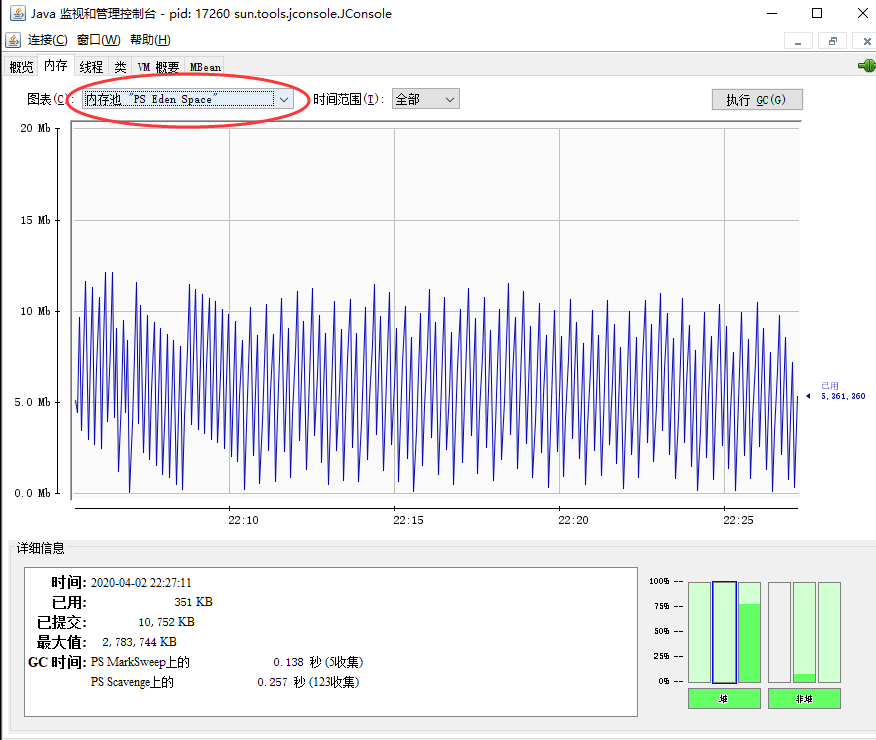 Java 监视和管理控制台 - pid: 17260 sun.tools.jconsole.JConsole
连接(C) 窗口(W) 帮助(H)
概览 内存 线程 类 VM 概要 MBean
图表(C): 内存池 "PS Eden Space" 时间范围(I): 全部 执行 GC(G)
20 Mb
15 Mb
10 Mb
5.0 Mb
0.0 Mb
已用
5,361,360
22:10 22:15 22:20 22:25
详细信息
时间: 2020-04-02 22:27:11
已用: 351 KB
已提交: 10,752 KB
最大值: 2,783,744 KB
GC 时间: PS MarkSweep上的 0.138 秒 (5收集)
PS Scavenge上的 0.257 秒 (123收集)
100% --
75% --
50% --
25% --
0% --
堆 非堆